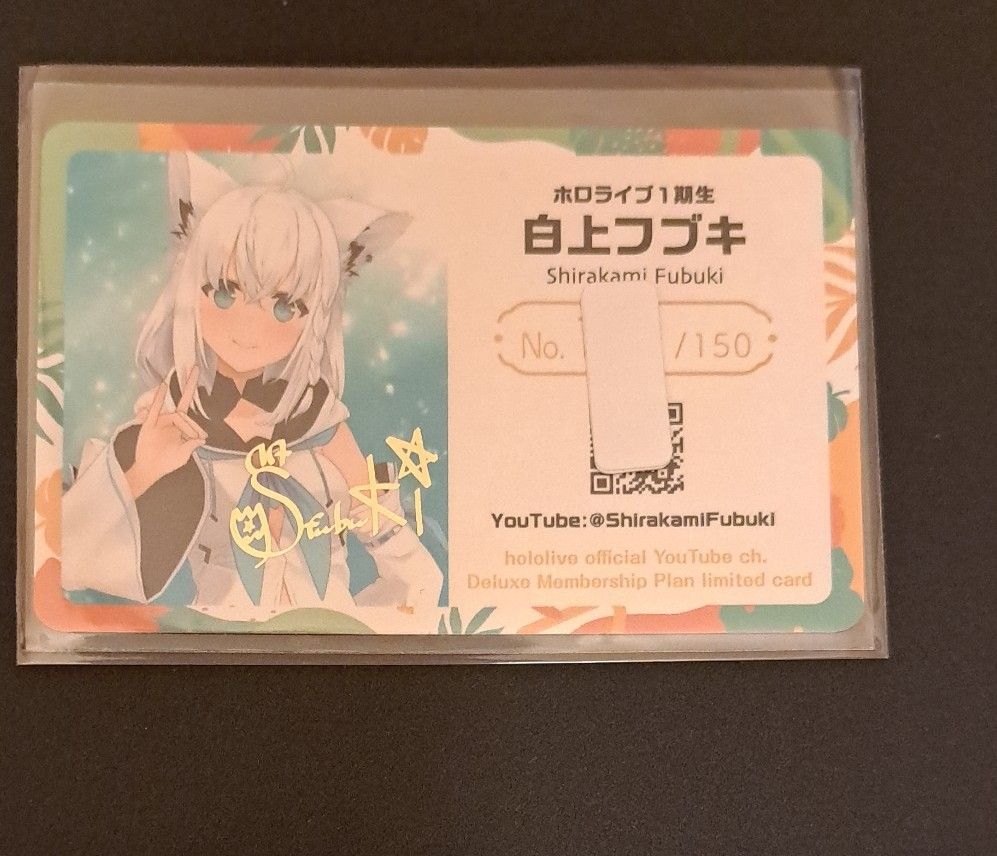 ホロライブ1期生
白上フブキ
Shirakami Fubuki
No. /150
YouTube:@ShirakamiFubuki
hololive official YouTube ch.
Deluxe Membership Plan limited card